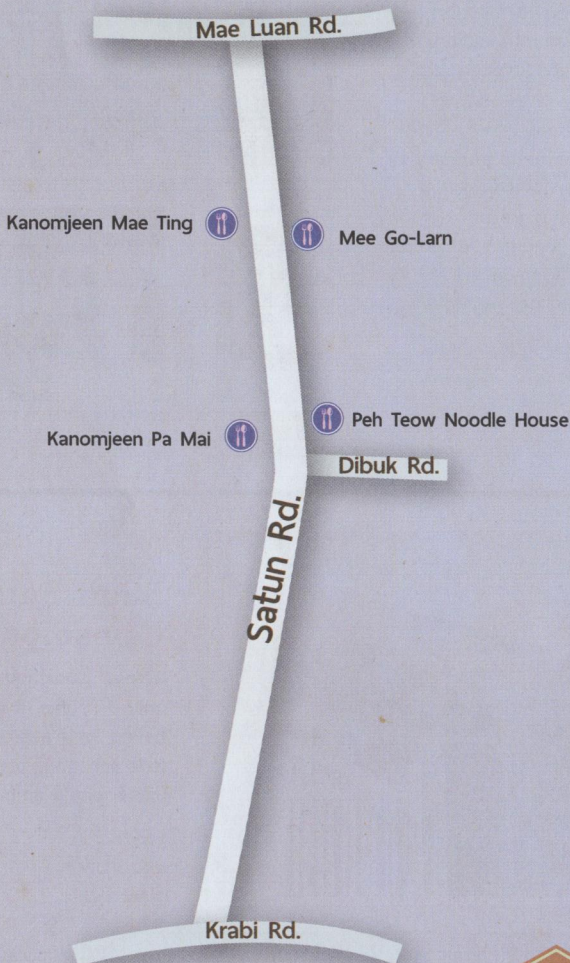 Mae Luan Rd.
Kanomjeen Mae Ting
Mee Go-Larn
Peh Teow Noodle House
Kanomjeen Pa Mai
Dibuk Rd.
Satun Rd.
Krabi Rd.